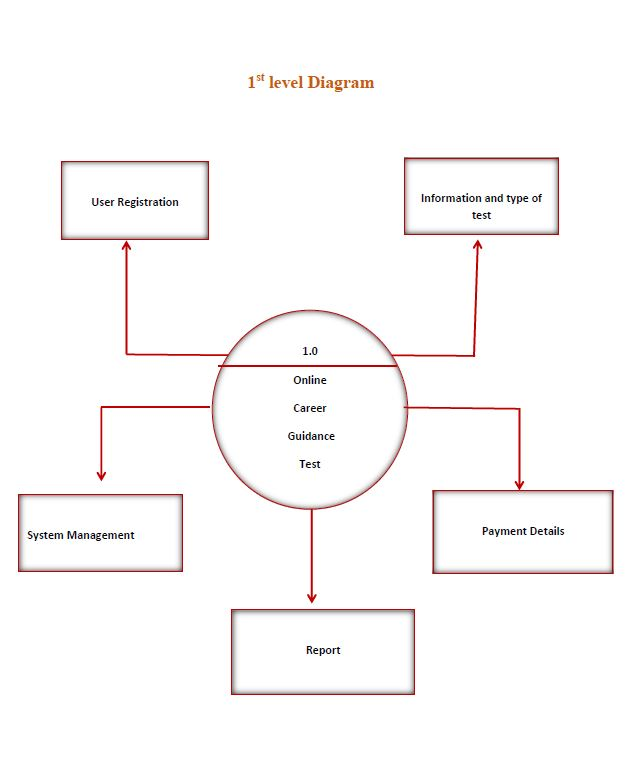 1st level Diagram
User Registration
Information and type of
test
1.0
Online
Career
Guidance
Test
System Management
Payment Details
Report